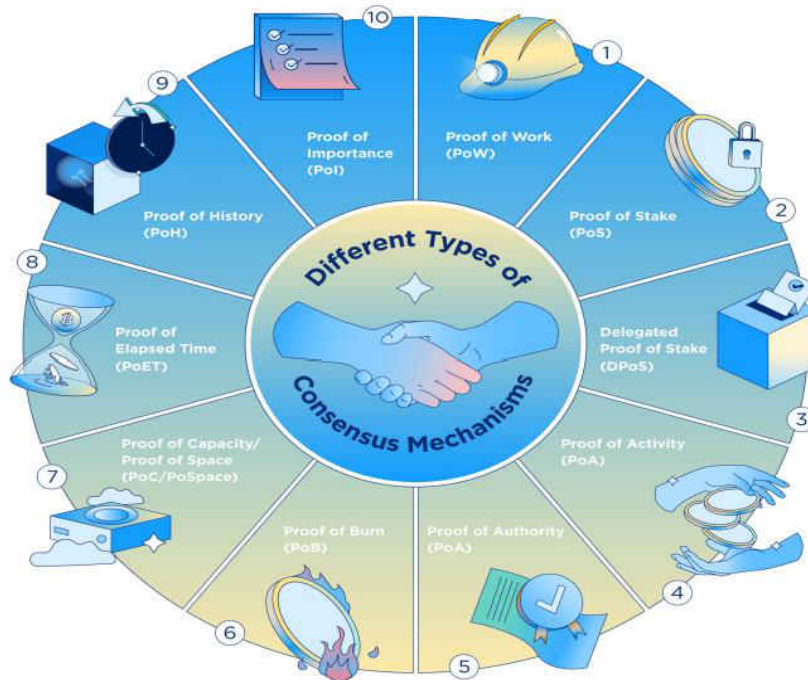 Different Types of
Consensus Mechanisms
1
Proof of Work
(PoW)
2
Proof of Stake
(PoS)
3
Delegated
Proof of Stake
(DPoS)
4
Proof of Activity
(PoA)
5
Proof of Authority
(PoA)
6
Proof of Burn
(PoB)
7
Proof of Capacity/
Proof of Space
(PoC/PoSpace)
8
Proof of
Elapsed Time
(PoET)
9
Proof of History
(PoH)
10
Proof of
Importance
(PoI)